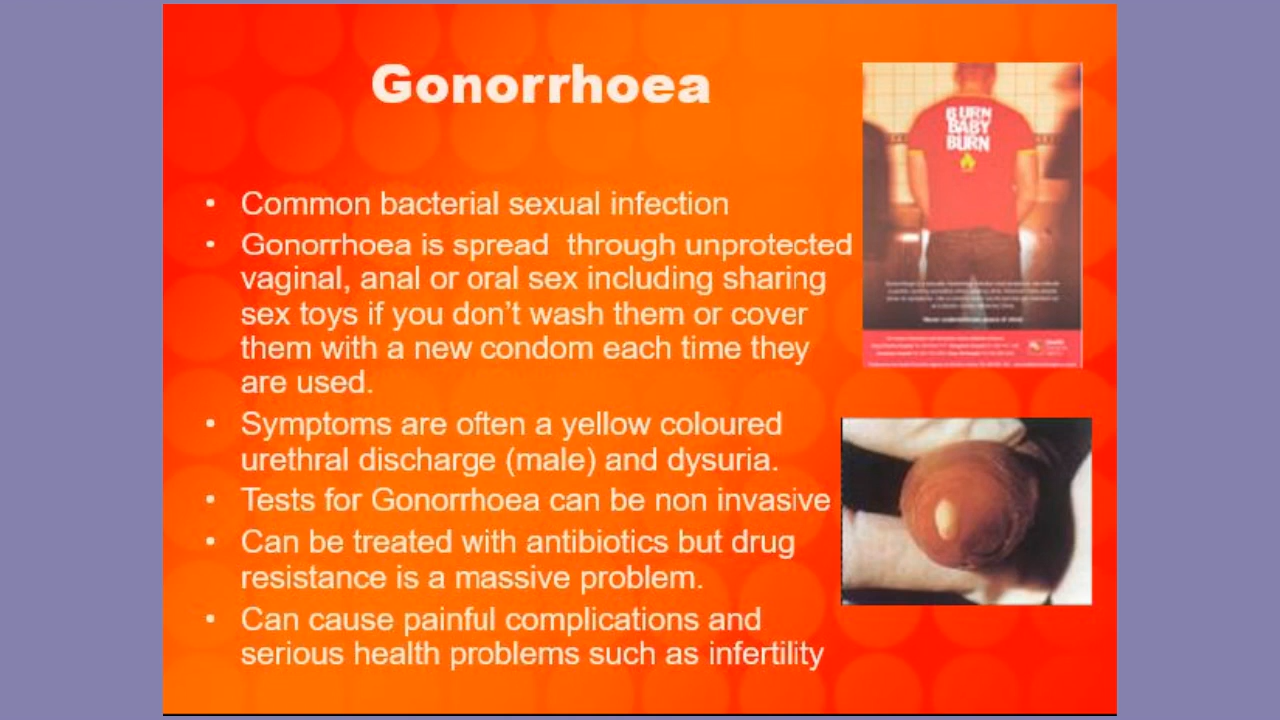 Gonorrhoea
• Common bacterial sexual infection
• Gonorrhoea is spread through unprotected
vaginal, anal or oral sex including sharing
sex toys if you don't wash them or cover
them with a new condom each time they
are used.
• Symptoms are often a yellow coloured
urethral discharge (male) and dysuria.
• Tests for Gonorrhoea can be non invasive
• Can be treated with antibiotics but drug
resistance is a massive problem.
• Can cause painful complications and
serious health problems such as infertility
BURN
BABY
BURN